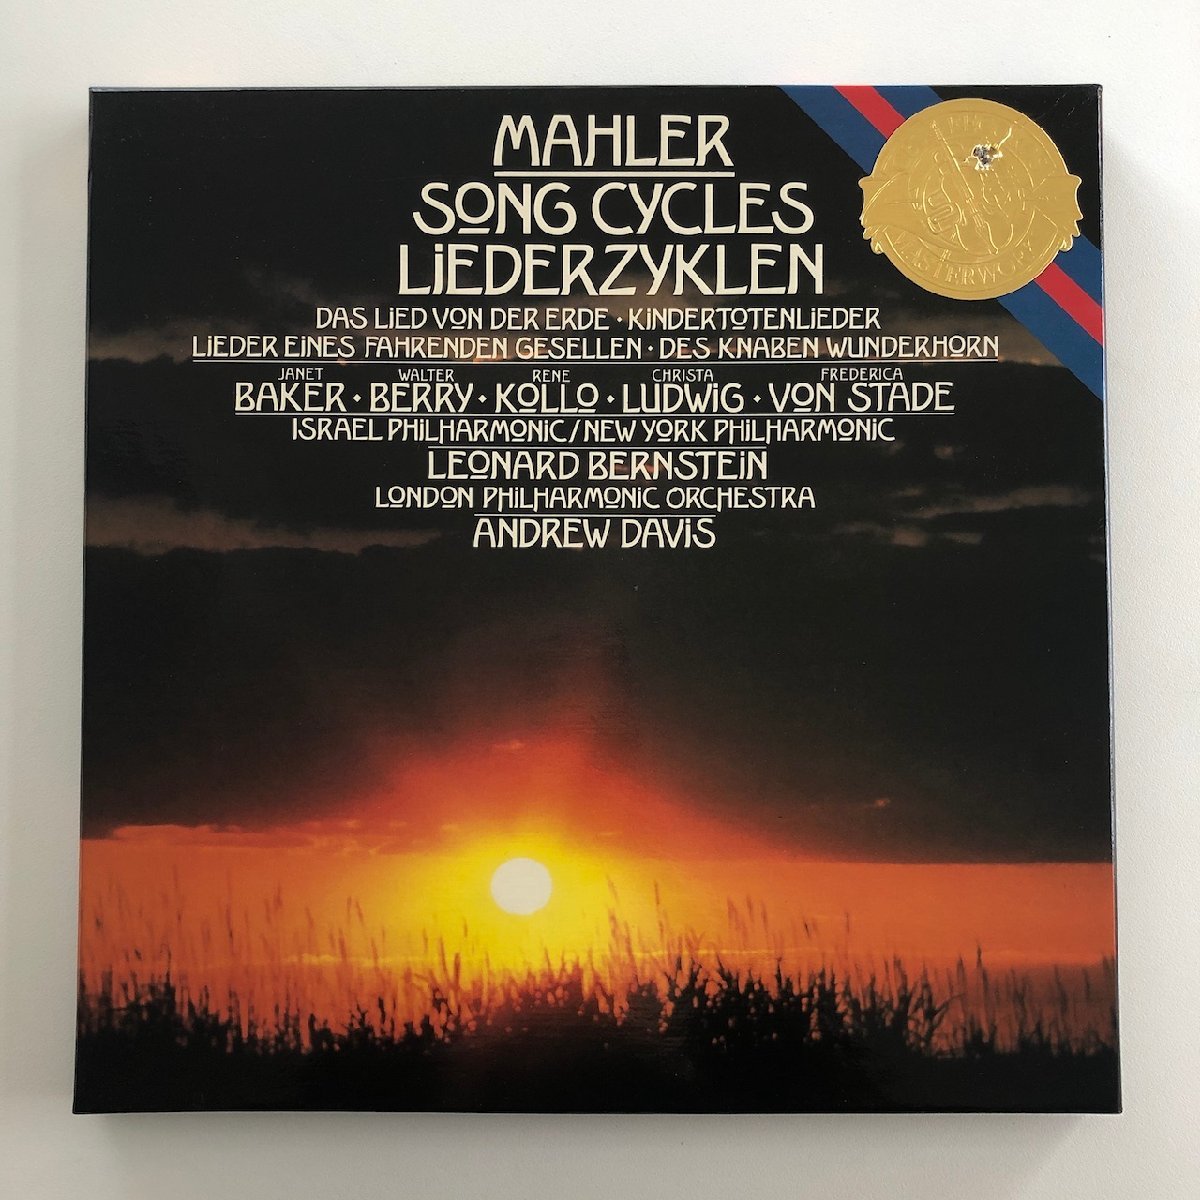 MAHLER
SONG CYCLES
LIEDERZYKLEN
DAS LIED VON DER ERDE · KINDERTOTENLIEDER
LIEDER EINES FAHRENDEN GESELLEN · DES KNABEN WUNDERHORN
JANET WALTER RENE CHRISTA FREDERICA
BAKER · BERRY · KOLLO · LUDWIG · VON STADE
ISRAEL PHILHARMONIC / NEW YORK PHILHARMONIC
LEONARD BERNSTEIN
LONDON PHILHARMONIC ORCHESTRA
ANDREW DAVIS